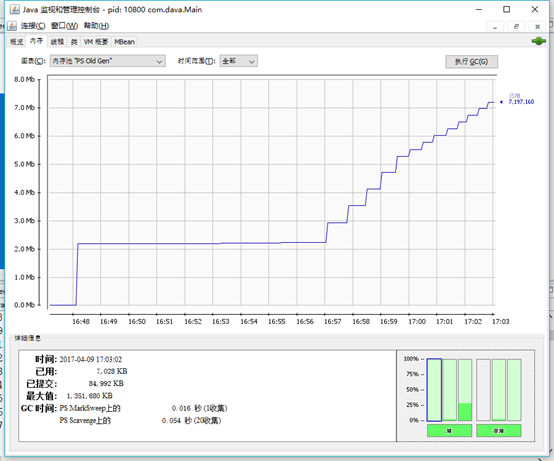 Java 监视和管理控制台 - pid: 10800 com.dava.Main
连接(C) 窗口(W) 帮助(H)
概览 内存 线程 类 VM 概要 MBean
图表(C): 内存池 "PS Old Gen" 时间范围(T): 全部 执行 GC(G)
8.0 Mb
7.0 Mb
6.0 Mb
5.0 Mb
4.0 Mb
3.0 Mb
2.0 Mb
1.0 Mb
0.0 Mb
已用
7,197,160
16:48 16:49 16:50 16:51 16:52 16:53 16:54 16:55 16:56 16:57 17:00 17:01 17:02 17:03
详细信息
时间: 2017-04-09 17:03:02
已用: 7,028 KB
已提交: 84,992 KB
最大值: 1,351,680 KB
GC 时间: PS MarkSweep上的 0.016 秒 (1收集)
PS Scavenge上的 0.054 秒 (20收集)
100% --
75% --
50% --
25% --
0% --
堆 非堆